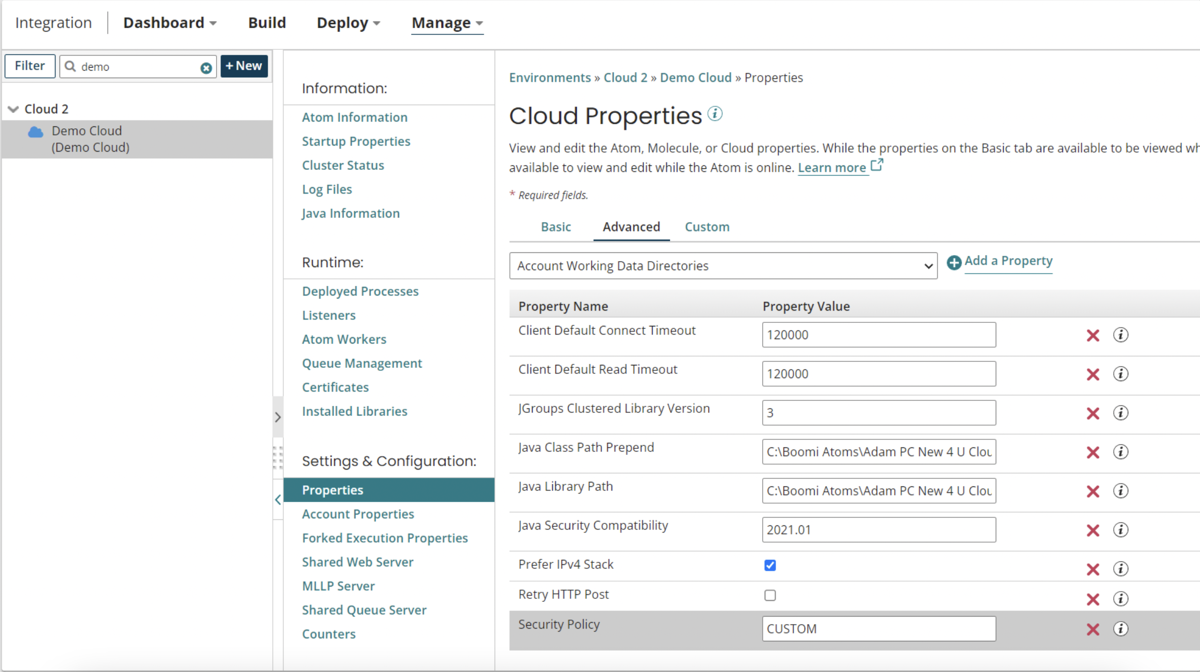 Integration
Dashboard
Build
Deploy
Manage
Filter
demo
+ New
Cloud 2
Demo Cloud
(Demo Cloud)
Information:
Atom Information
Startup Properties
Cluster Status
Log Files
Java Information
Runtime:
Deployed Processes
Listeners
Atom Workers
Queue Management
Certificates
Installed Libraries
Settings & Configuration:
Properties
Account Properties
Forked Execution Properties
Shared Web Server
MLLP Server
Shared Queue Server
Counters
Environments » Cloud 2 » Demo Cloud » Properties
Cloud Properties
View and edit the Atom, Molecule, or Cloud properties. While the properties on the Basic tab are available to be viewed
available to view and edit while the Atom is online. Learn more
* Required fields.
Basic
Advanced
Custom
Account Working Data Directories
Add a Property
Property Name
Property Value
Client Default Connect Timeout
120000
Client Default Read Timeout
120000
JGroups Clustered Library Version
3
Java Class Path Prepend
C:\Boomi Atoms\Adam PC New 4 U Clou
Java Library Path
C:\Boomi Atoms\Adam PC New 4 U Clou
Java Security Compatibility
2021.01
Prefer IPv4 Stack
Retry HTTP Post
Security Policy
CUSTOM